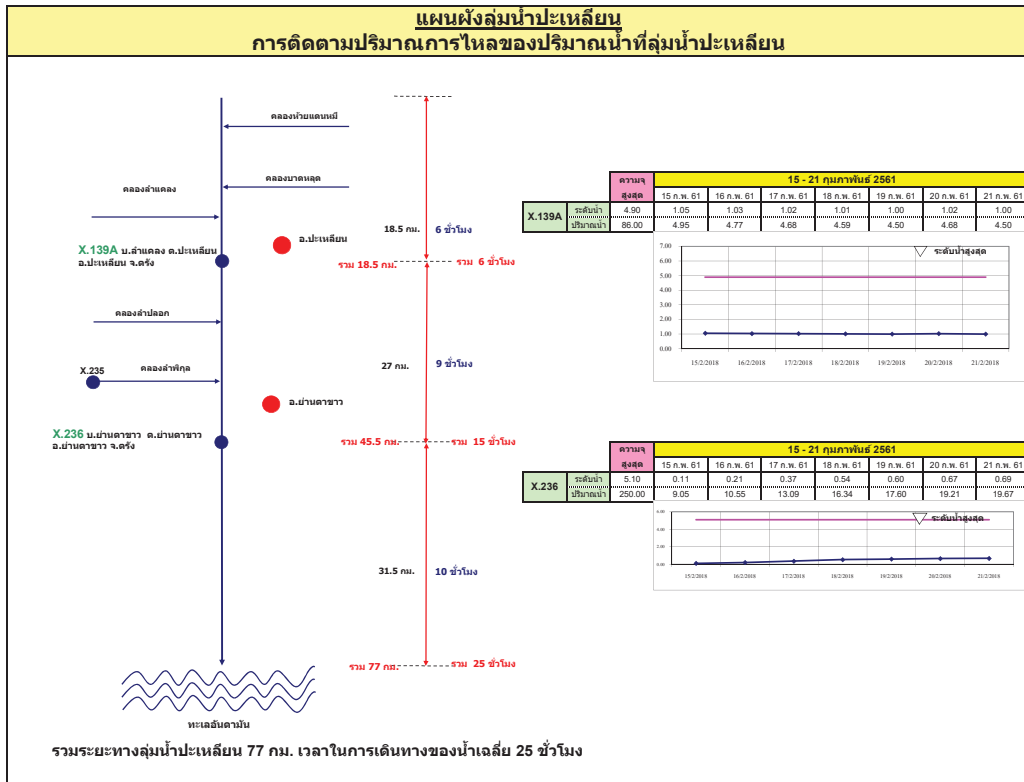 แผนผังลุ่มน้ำปะเหลียน
การติดตามปริมาณการไหลของปริมาณน้ำที่ลุ่มน้ำปะเหลียน
คลองห้วยแดนหมี
คลองบาตหลุด
คลองลำแคลง
18.5 กม.
6 ชั่วโมง
อ.ปะเหลียน
X.139A บ.ลำแคลง ต.ปะเหลียน
อ.ปะเหลียน จ.ตรัง
รวม 18.5 กม.
รวม 6 ชั่วโมง
คลองลำปลอก
27 กม.
9 ชั่วโมง
X.235
คลองลำพิกุล
อ.ย่านตาขาว
X.236 บ.ย่านตาขาว ต.ย่านตาขาว
อ.ย่านตาขาว จ.ตรัง
รวม 45.5 กม.
รวม 15 ชั่วโมง
31.5 กม.
10 ชั่วโมง
รวม 77 กม.
รวม 25 ชั่วโมง
ทะเลอันดามัน
รวมระยะทางลุ่มน้ำปะเหลียน 77 กม. เวลาในการเดินทางของน้ำเฉลี่ย 25 ชั่วโมง
ความจุ 15 - 21 กุมภาพันธ์ 2561
สูงสุด 15 ก.พ. 61 16 ก.พ. 61 17 ก.พ. 61 18 ก.พ. 61 19 ก.พ. 61 20 ก.พ. 61 21 ก.พ. 61
X.139A
ระดับน้ำ 4.90 1.05 1.03 1.02 1.01 1.00 1.02 1.00
ปริมาณน้ำ 86.00 4.95 4.77 4.68 4.59 4.50 4.68 4.50
ระดับน้ำสูงสุด
7.00
6.00
5.00
4.00
3.00
2.00
1.00
0.00
15/2/2018 16/2/2018 17/2/2018 18/2/2018 19/2/2018 20/2/2018 21/2/2018
ความจุ 15 - 21 กุมภาพันธ์ 2561
สูงสุด 15 ก.พ. 61 16 ก.พ. 61 17 ก.พ. 61 18 ก.พ. 61 19 ก.พ. 61 20 ก.พ. 61 21 ก.พ. 61
X.236
ระดับน้ำ 5.10 0.11 0.21 0.37 0.54 0.60 0.67 0.69
ปริมาณน้ำ 250.00 9.05 10.55 13.09 16.34 17.60 19.21 19.67
ระดับน้ำสูงสุด
6.00
4.00
2.00
0.00
15/2/2018 16/2/2018 17/2/2018 18/2/2018 19/2/2018 20/2/2018 21/2/2018